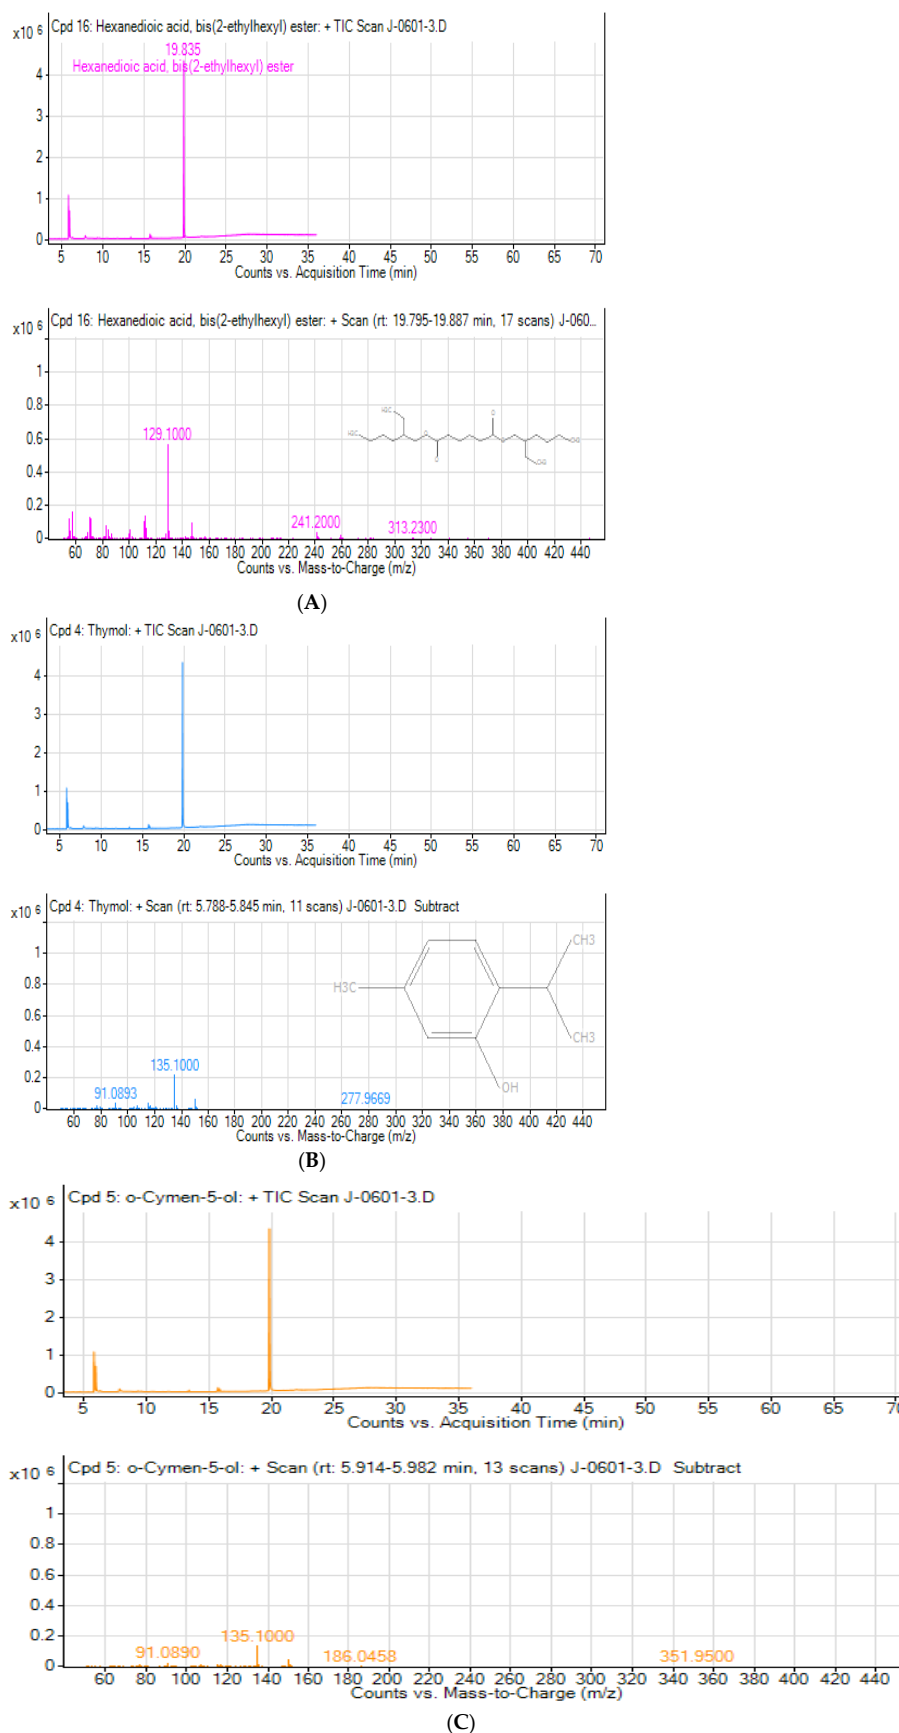 Cpd 16: Hexanedioic acid, bis(2-ethylhexyl) ester: + TIC Scan J-0601-3.D
x10 6
19.835
Hexanedioic acid, bis(2-ethylhexyl) ester
4
3
2
1
0
5 10 15 20 25 30 35 40 45 50 55 60 65 70
Counts vs. Acquisition Time (min)
Cpd 16: Hexanedioic acid, bis(2-ethylhexyl) ester: + Scan (rt: 19.795-19.887 min, 17 scans) J-060...
x10 6
1
0.8
0.6
0.4
0.2
0
129.1000
241.2000
313.2300
H3C
H3C
O
O
O
O
CH3
CH3
60 80 100 120 140 160 180 200 220 240 260 280 300 320 340 360 380 400 420 440
Counts vs. Mass-to-Charge (m/z)
(A)
Cpd 4: Thymol: + TIC Scan J-0601-3.D
x10 6
4
3
2
1
0
5 10 15 20 25 30 35 40 45 50 55 60 65 70
Counts vs. Acquisition Time (min)
Cpd 4: Thymol: + Scan (rt: 5.788-5.845 min, 11 scans) J-0601-3.D Subtract
x10 6
1
0.8
0.6
0.4
0.2
0
135.1000
91.0893
277.9669
CH3
H3C
CH3
OH
60 80 100 120 140 160 180 200 220 240 260 280 300 320 340 360 380 400 420 440
Counts vs. Mass-to-Charge (m/z)
(B)
Cpd 5: o-Cymen-5-ol: + TIC Scan J-0601-3.D
x10 6
4
3
2
1
0
5 10 15 20 25 30 35 40 45 50 55 60 65 70
Counts vs. Acquisition Time (min)
Cpd 5: o-Cymen-5-ol: + Scan (rt: 5.914-5.982 min, 13 scans) J-0601-3.D Subtract
x10 6
1
0.8
0.6
0.4
0.2
0
135.1000
91.0890
186.0458
351.9500
60 80 100 120 140 160 180 200 220 240 260 280 300 320 340 360 380 400 420 440
Counts vs. Mass-to-Charge (m/z)
(C)